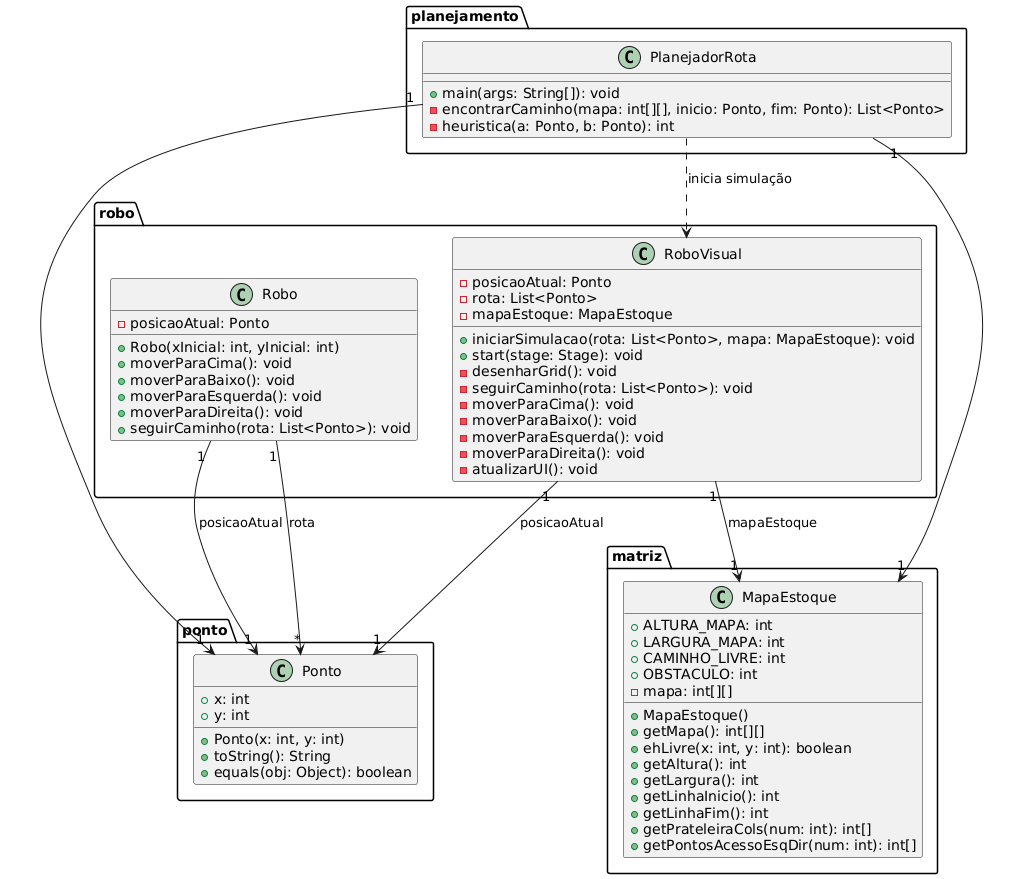 planejamento
C PlanejadorRota
main(args: String[]): void
encontrarCaminho(mapa: int[][], inicio: Ponto, fim: Ponto): List<Ponto>
heuristica(a: Ponto, b: Ponto): int
1
1
inicia simulação
robo
C Robo
posicaoAtual: Ponto
Robo(xInicial: int, yInicial: int)
moverParaCima(): void
moverParaBaixo(): void
moverParaEsquerda(): void
moverParaDireita(): void
seguirCaminho(rota: List<Ponto>): void
C RoboVisual
posicaoAtual: Ponto
rota: List<Ponto>
mapaEstoque: MapaEstoque
iniciarSimulacao(rota: List<Ponto>, mapa: MapaEstoque): void
start(stage: Stage): void
desenharGrid(): void
seguirCaminho(rota: List<Ponto>): void
moverParaCima(): void
moverParaBaixo(): void
moverParaEsquerda(): void
moverParaDireita(): void
atualizarUI(): void
1
1
1
1
posicaoAtual
rota
posicaoAtual
mapaEstoque
1
1
*
1
1
1
ponto
C Ponto
x: int
y: int
Ponto(x: int, y: int)
toString(): String
equals(obj: Object): boolean
matriz
C MapaEstoque
ALTURA_MAPA: int
LARGURA_MAPA: int
CAMINHO_LIVRE: int
OBSTACULO: int
mapa: int[][]
MapaEstoque()
getMapa(): int[][]
ehLivre(x: int, y: int): boolean
getAltura(): int
getLargura(): int
getLinhaInicio(): int
getLinhaFim(): int
getPrateleiraCols(num: int): int[]
getPontosAcessoEsqDir(num: int): int[]